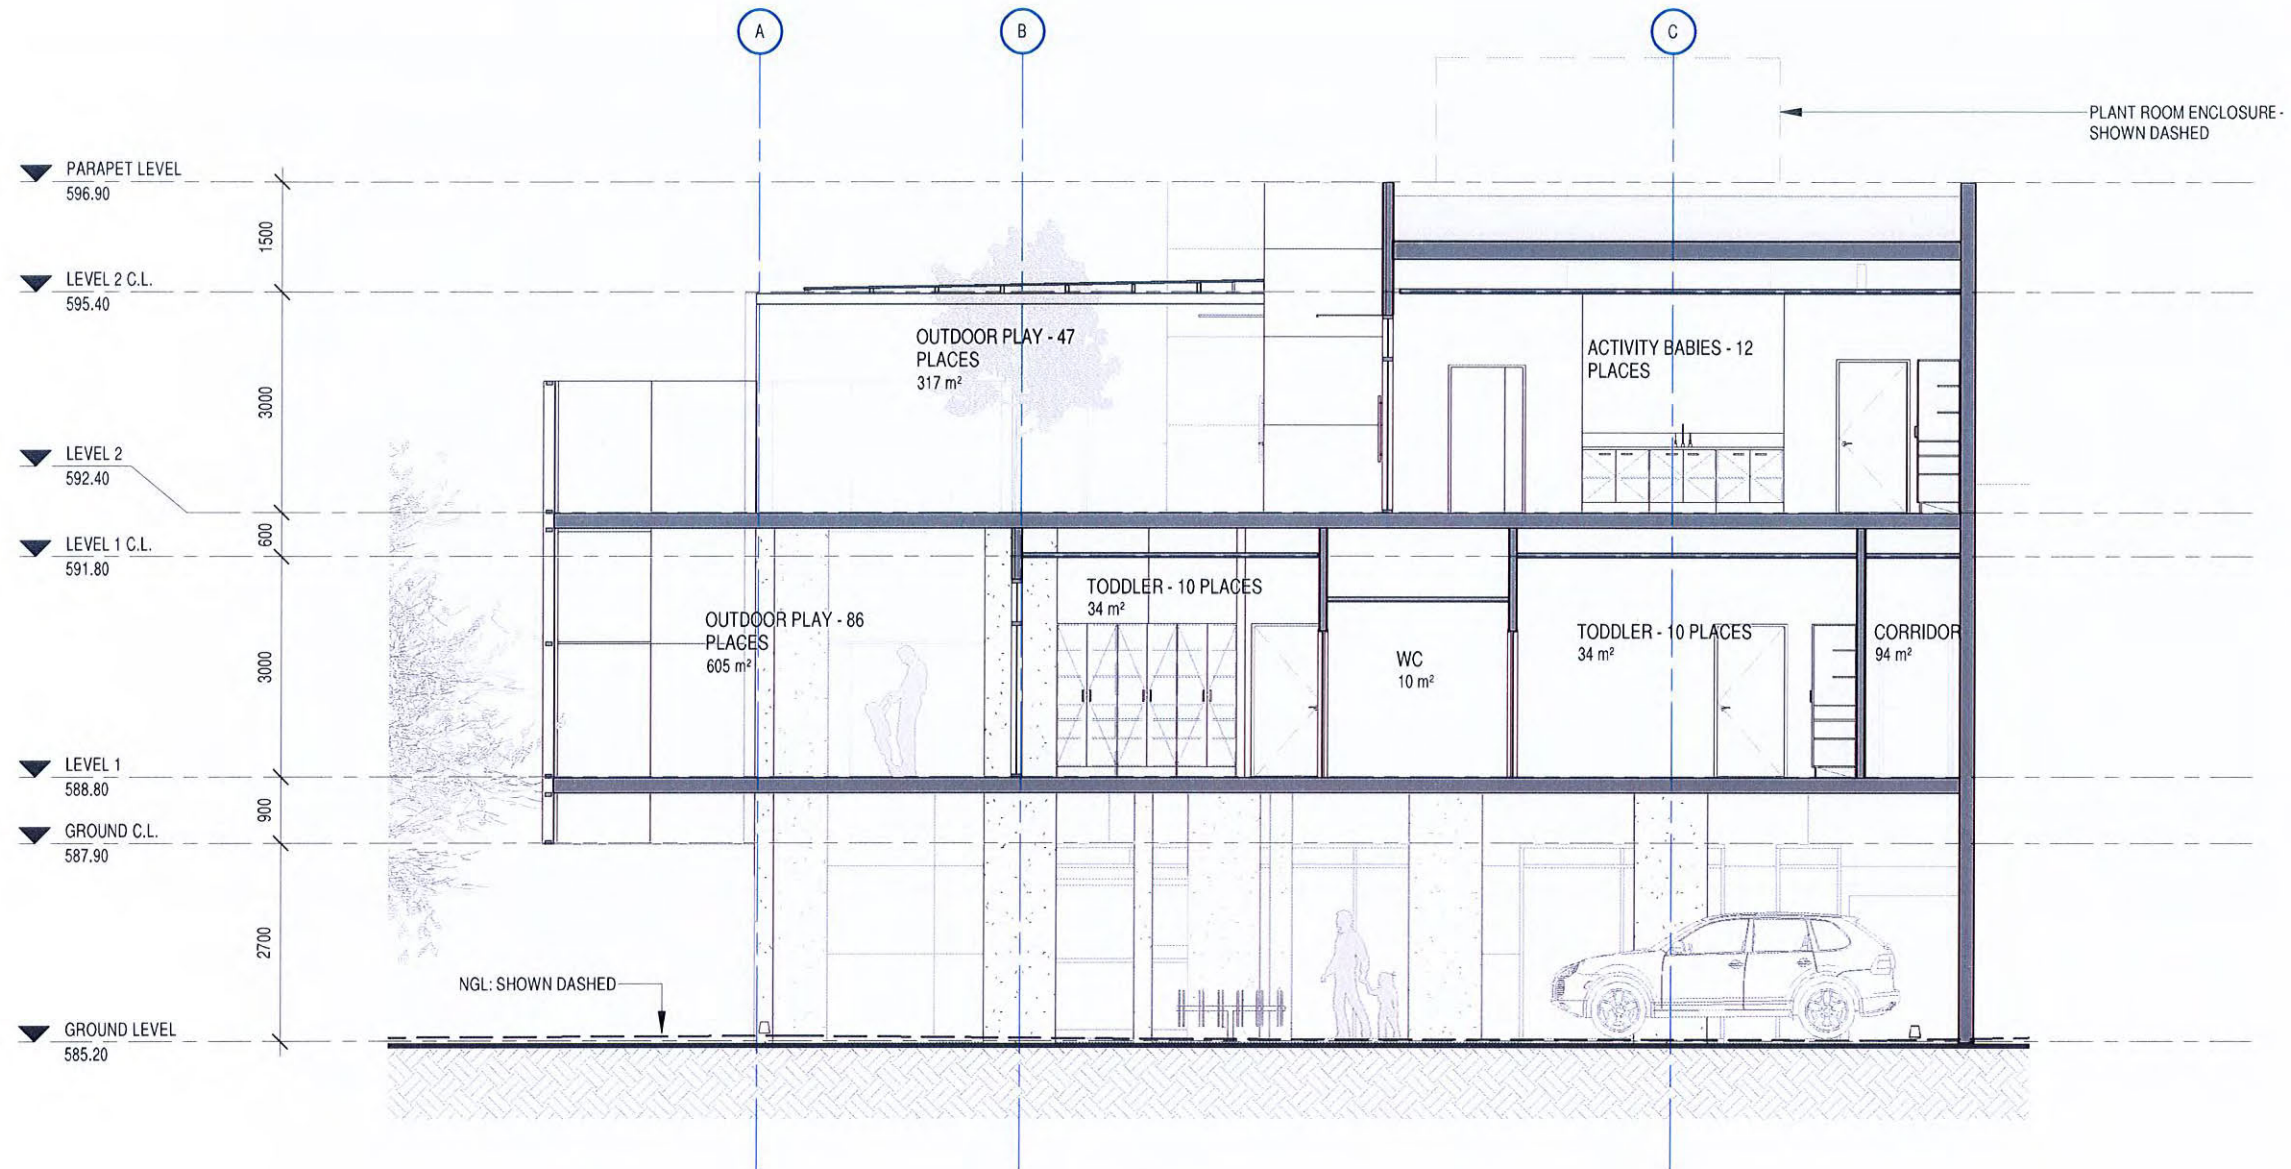 A
B
C
PLANT ROOM ENCLOSURE -
SHOWN DASHED
PARAPET LEVEL
596.90
1500
LEVEL 2 C.L.
595.40
3000
LEVEL 2
592.40
600
LEVEL 1 C.L.
591.80
3000
LEVEL 1
588.80
900
GROUND C.L.
587.90
2700
GROUND LEVEL
585.20
OUTDOOR PLAY - 47
PLACES
317 m²
ACTIVITY BABIES - 12
PLACES
OUTDOOR PLAY - 86
PLACES
605 m²
TODDLER - 10 PLACES
34 m²
WC
10 m²
TODDLER - 10 PLACES
34 m²
CORRIDOR
94 m²
NGL: SHOWN DASHED